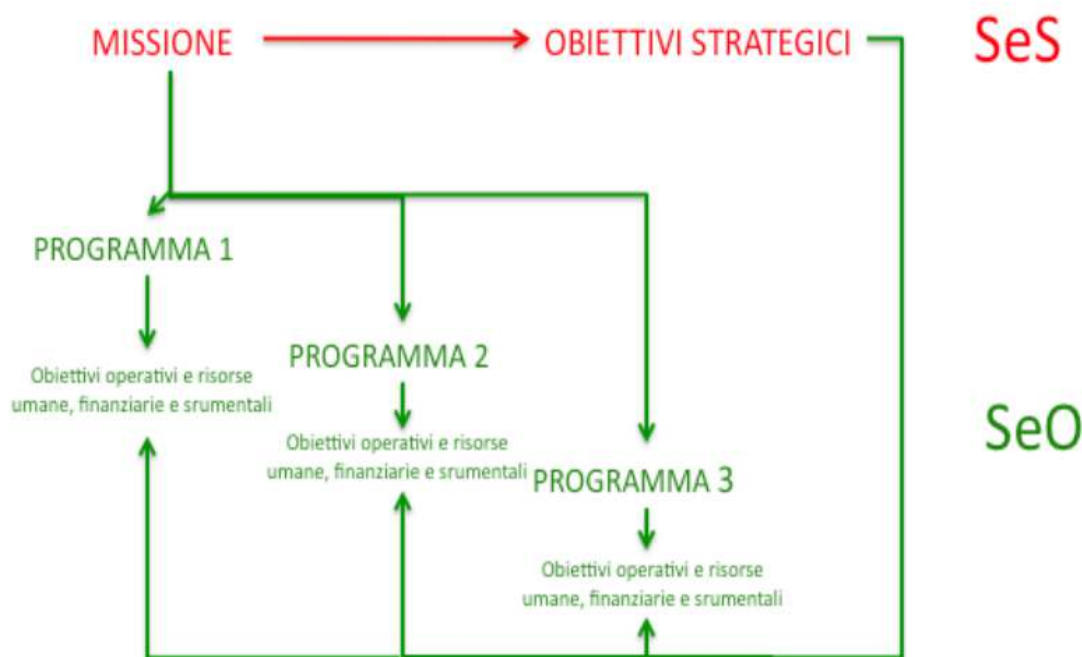 MISSIONE
OBIETTIVI STRATEGICI
SeS
PROGRAMMA 1
Obiettivi operativi e risorse
umane, finanziarie e srumentali
PROGRAMMA 2
Obiettivi operativi e risorse
umane, finanziarie e srumentali
SeO
PROGRAMMA 3
Obiettivi operativi e risorse
umane, finanziarie e srumentali